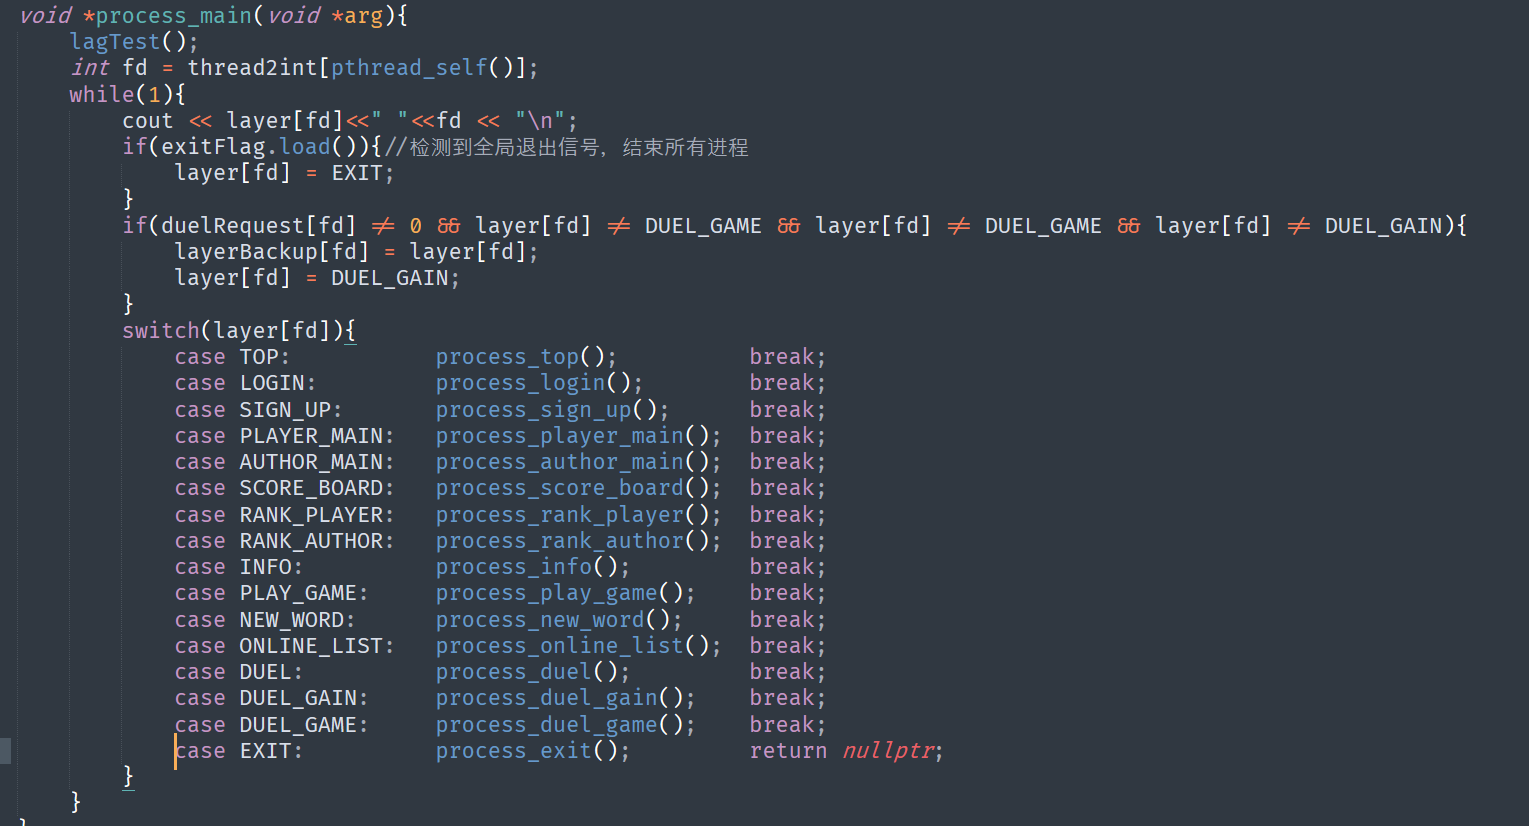 void *process_main(void *arg){
    lagTest();
    int fd = thread2int[pthread_self()];
    while(1){
        cout << layer[fd]<<" "<<fd << "\n";
        if(exitFlag.load()){//检测到全局退出信号，结束所有进程
            layer[fd] = EXIT;
        }
        if(duelRequest[fd] != 0 && layer[fd] != DUEL_GAME && layer[fd] != DUEL_GAME && layer[fd] != DUEL_GAIN){
            layerBackup[fd] = layer[fd];
            layer[fd] = DUEL_GAIN;
        }
        switch(layer[fd]){
            case TOP:           process_top();          break;
            case LOGIN:         process_login();        break;
            case SIGN_UP:       process_sign_up();      break;
            case PLAYER_MAIN:   process_player_main();  break;
            case AUTHOR_MAIN:   process_author_main();  break;
            case SCORE_BOARD:   process_score_board();  break;
            case RANK_PLAYER:   process_rank_player();  break;
            case RANK_AUTHOR:   process_rank_author();  break;
            case INFO:          process_info();         break;
            case PLAY_GAME:     process_play_game();    break;
            case NEW_WORD:      process_new_word();     break;
            case ONLINE_LIST:   process_online_list();  break;
            case DUEL:          process_duel();         break;
            case DUEL_GAIN:     process_duel_gain();    break;
            case DUEL_GAME:     process_duel_game();    break;
            case EXIT:          process_exit();         return nullptr;
        }
    }
}